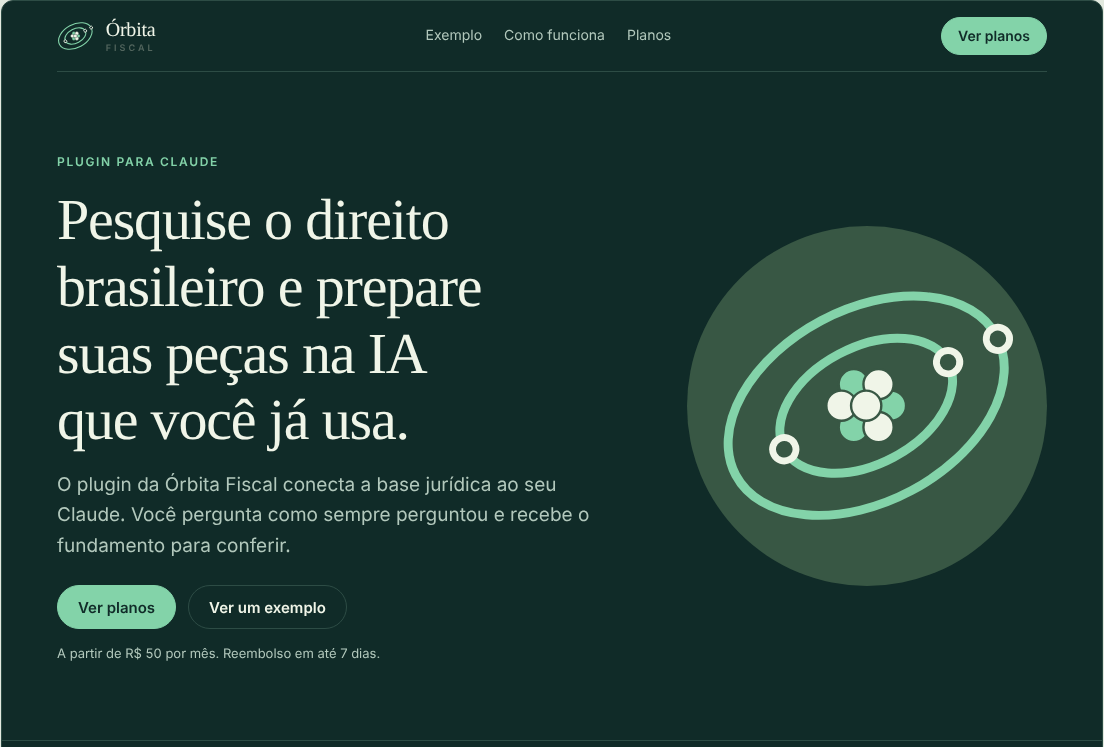 Órbita
FISCAL
Exemplo
Como funciona
Planos
Ver planos
PLUGIN PARA CLAUDE
Pesquise o direito
brasileiro e prepare
suas peças na IA
que você já usa.
O plugin da Órbita Fiscal conecta a base jurídica ao seu
Claude. Você pergunta como sempre perguntou e recebe o
fundamento para conferir.
Ver planos
Ver um exemplo
A partir de R$ 50 por mês. Reembolso em até 7 dias.